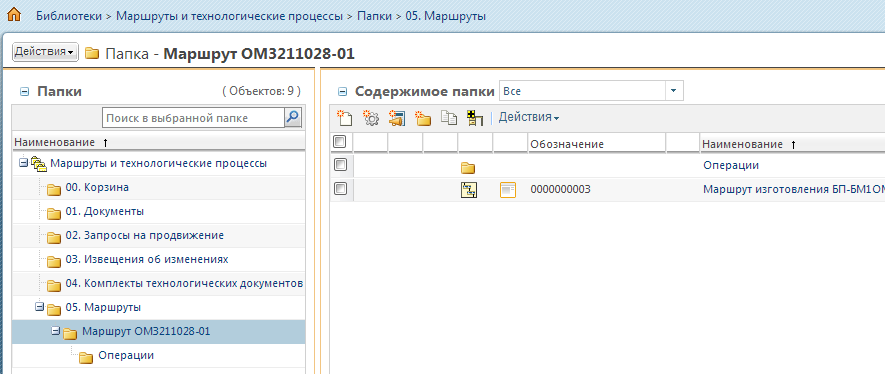 Библиотеки > Маршруты и технологические процессы > Папки > 05. Маршруты
Действия
Папка - Маршрут ОМ3211028-01
Папки
( Объектов: 9 )
Поиск в выбранной папке
Наименование ↑
Маршруты и технологические процессы
00. Корзина
01. Документы
02. Запросы на продвижение
03. Извещения об изменениях
04. Комплекты технологических документов
05. Маршруты
Маршрут ОМ3211028-01
Операции
Содержимое папки
Все
Действия
Обозначение
Наименование ↑
Операции
0000000003
Маршрут изготовления БП-БМ1ОМ